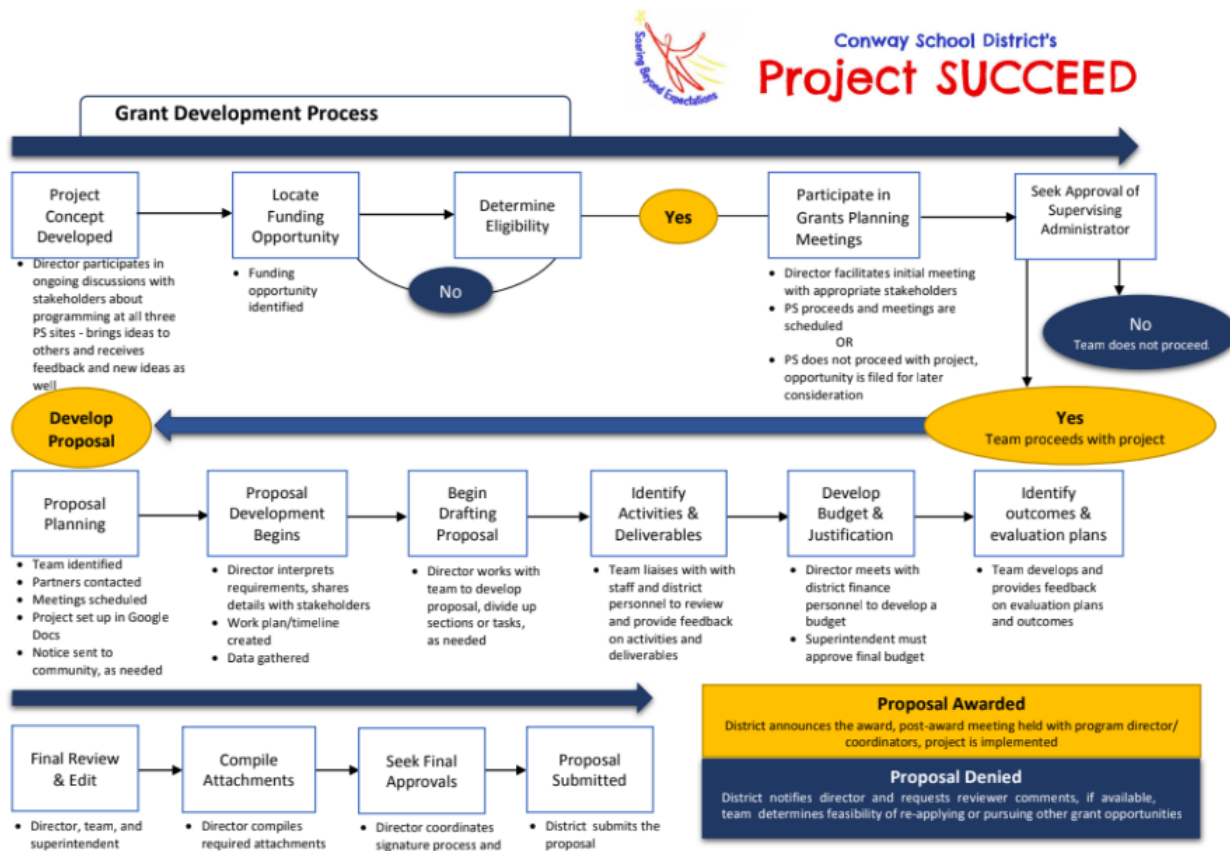 Soaring Beyond Expectations
Conway School District's
Project SUCCEED
Grant Development Process
Project
Concept
Developed
Locate
Funding
Opportunity
Determine
Eligibility
Yes
Participate in
Grants Planning
Meetings
Seek Approval of
Supervising
Administrator
• Director participates in
ongoing discussions with
stakeholders about
programming at all three
PS sites - brings ideas to
others and receives
feedback and new ideas as
well
• Funding
opportunity
identified
No
• Director facilitates initial meeting
with appropriate stakeholders
• PS proceeds and meetings are
scheduled
OR
• PS does not proceed with project,
opportunity is filed for later
consideration
No
Team does not proceed.
Develop
Proposal
Yes
Team proceeds with project
Proposal
Planning
Proposal
Development
Begins
Begin
Drafting
Proposal
Identify
Activities &
Deliverables
Develop
Budget &
Justification
Identify
outcomes &
evaluation plans
• Team identified
• Partners contacted
• Meetings scheduled
• Project set up in Google
Docs
• Notice sent to
community, as needed
• Director interprets
requirements, shares
details with stakeholders
• Work plan/timeline
created
• Data gathered
• Director works with
team to develop
proposal, divide up
sections or tasks,
as needed
• Team liaises with with
staff and district
personnel to review
and provide feedback
on activities and
deliverables
• Director meets with
district finance
personnel to develop a
budget
• Superintendent must
approve final budget
• Team develops and
provides feedback
on evaluation plans
and outcomes
Final Review
& Edit
Compile
Attachments
Seek Final
Approvals
Proposal
Submitted
• Director, team, and
superintendent
• Director compiles
required attachments
• Director coordinates
signature process and
• District submits the
proposal
Proposal Awarded
District announces the award, post-award meeting held with program director/
coordinators, project is implemented
Proposal Denied
District notifies director and requests reviewer comments, if available,
team determines feasibility of re-applying or pursuing other grant opportunities